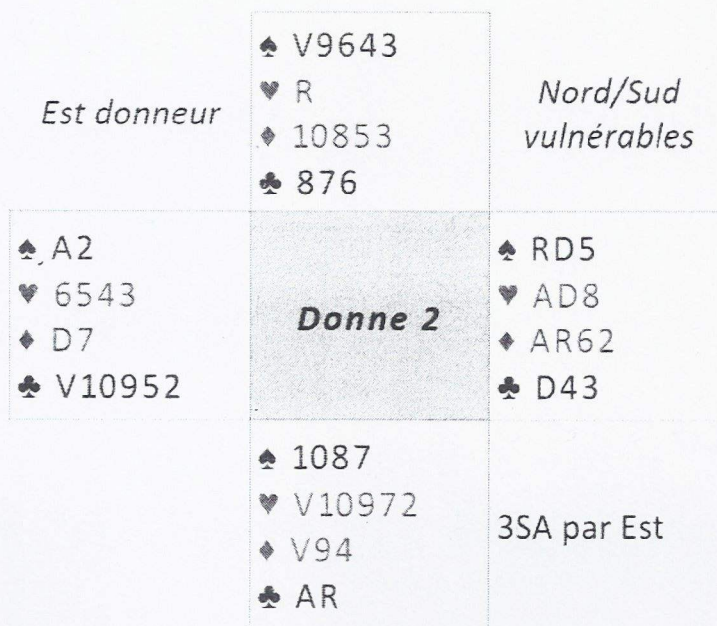 ♠ V9643
♥ R
♦ 10853
♣ 876
Est donneur
Nord/Sud
vulnérables
♠ A2
♥ 6543
♦ D7
♣ V10952
Donne 2
♠ RD5
♥ AD8
♦ AR62
♣ D43
♠ 1087
♥ V10972
♦ V94
♣ AR
3SA par Est